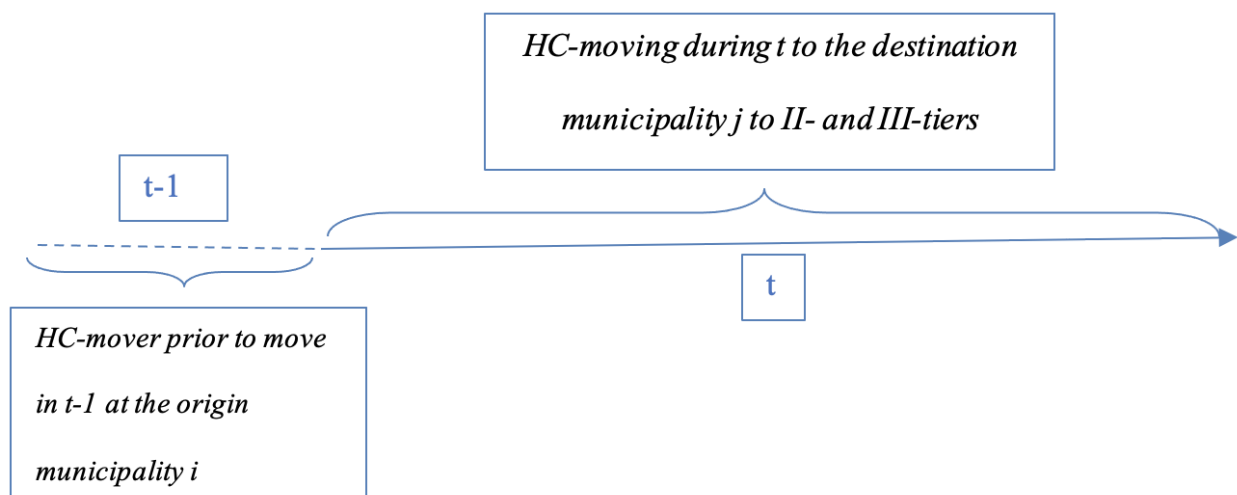 HC-moving during t to the destination
municipality j to II- and III-tiers
t-1
t
HC-mover prior to move
in t-1 at the origin
municipality i